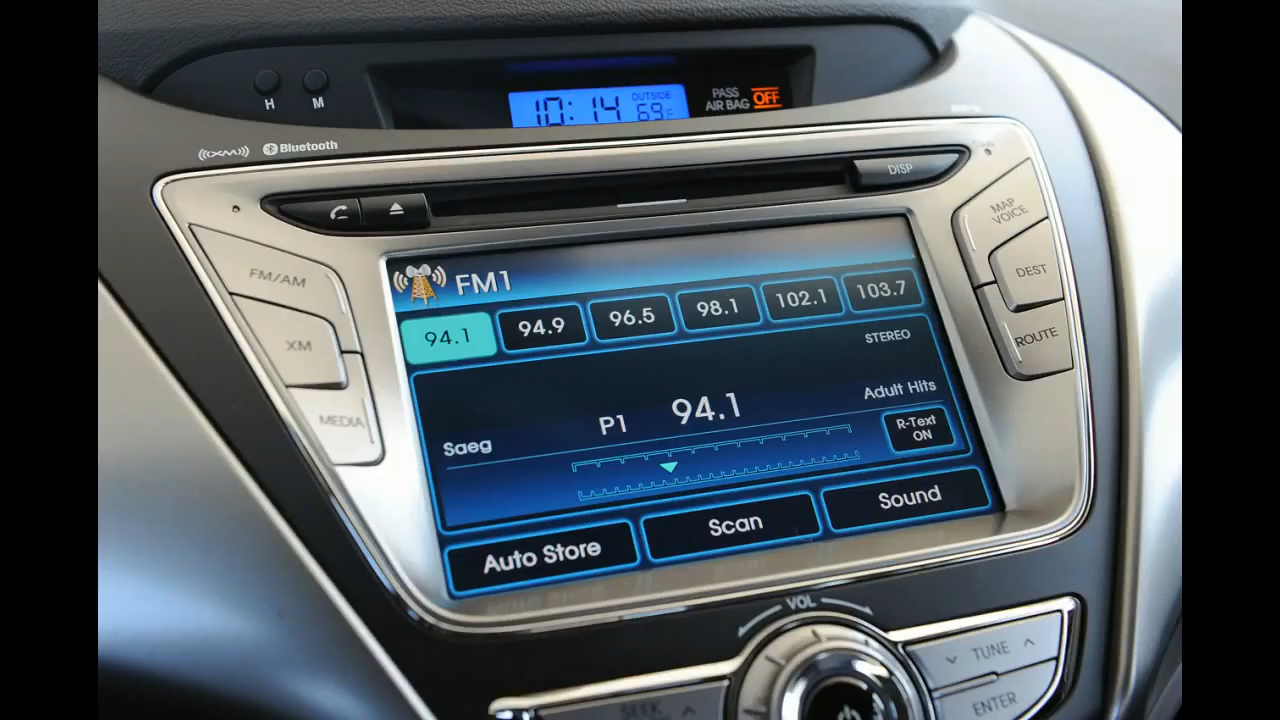 H
M
10:14
OUTSIDE
69F
PASS
AIR BAG OFF
XM
Bluetooth
DISP
FM/AM
XM
MEDIA
MAP
VOICE
DEST
ROUTE
FM1
94.1
94.9
96.5
98.1
102.1
103.7
STEREO
P1
94.1
Adult Hits
Saeg
R-Text
ON
Auto Store
Scan
Sound
VOL
SEEK
TUNE
ENTER